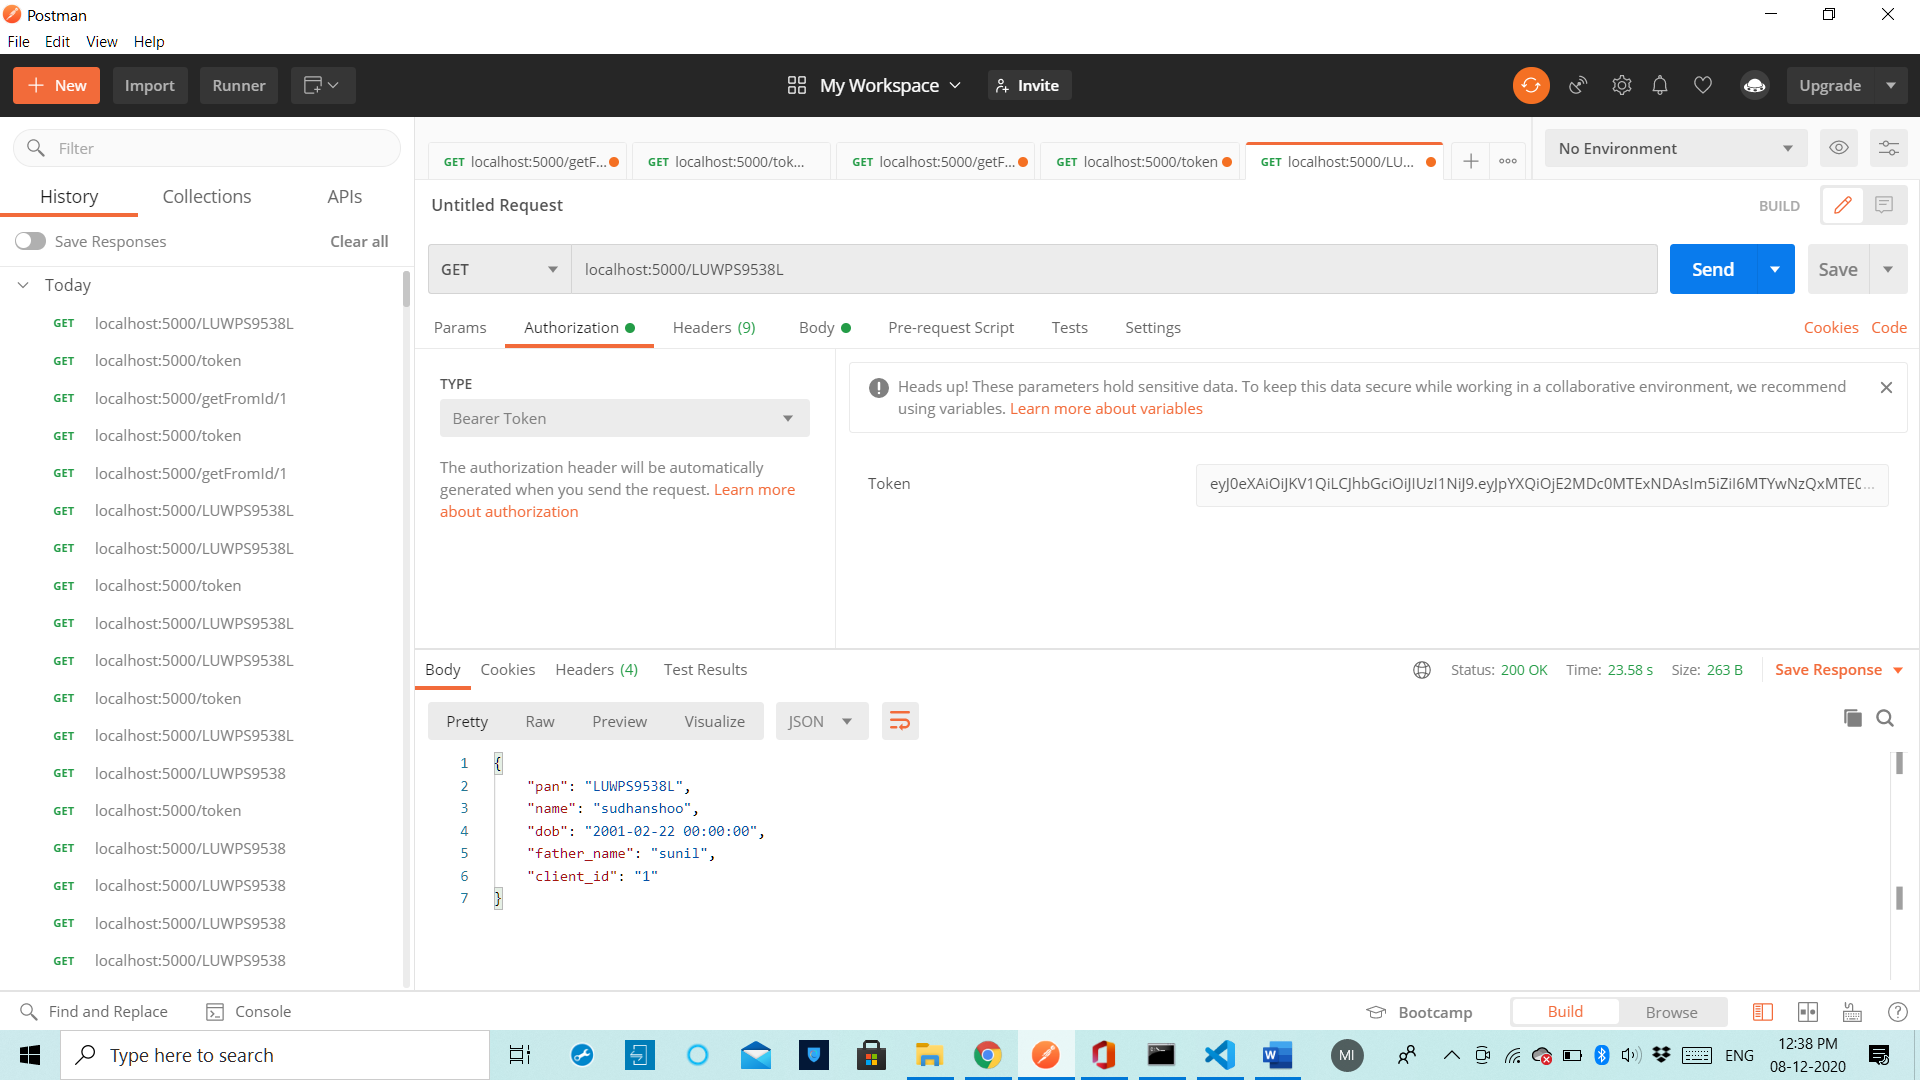 Postman
File Edit View Help
New Import Runner My Workspace Invite Upgrade
Filter
History Collections APIs
Save Responses Clear all
Today
GET localhost:5000/LUWPS9538L
GET localhost:5000/token
GET localhost:5000/getFromId/1
GET localhost:5000/token
GET localhost:5000/getFromId/1
GET localhost:5000/LUWPS9538L
GET localhost:5000/LUWPS9538L
GET localhost:5000/token
GET localhost:5000/LUWPS9538L
GET localhost:5000/LUWPS9538L
GET localhost:5000/token
GET localhost:5000/LUWPS9538L
GET localhost:5000/LUWPS9538
GET localhost:5000/token
GET localhost:5000/LUWPS9538
GET localhost:5000/LUWPS9538
GET localhost:5000/LUWPS9538
GET localhost:5000/LUWPS9538
GET localhost:5000/getF... GET localhost:5000/tok... GET localhost:5000/getF... GET localhost:5000/token GET localhost:5000/LU... No Environment
Untitled Request BUILD
GET localhost:5000/LUWPS9538L Send Save
Params Authorization Headers (9) Body Pre-request Script Tests Settings Cookies Code
TYPE
Bearer Token
The authorization header will be automatically
generated when you send the request. Learn more
about authorization
Heads up! These parameters hold sensitive data. To keep this data secure while working in a collaborative environment, we recommend
using variables. Learn more about variables
Token eyJ0eXAiOiJKV1QiLCJhbGciOiJIUzI1NiJ9.eyJpYXQiOjE2MDc0MTExNDAsIm5iZiI6MTYwNzQxMTE0...
Body Cookies Headers (4) Test Results Status: 200 OK Time: 23.58 s Size: 263 B Save Response
Pretty Raw Preview Visualize JSON
1 {
2 "pan": "LUWPS9538L",
3 "name": "sudhanshoo",
4 "dob": "2001-02-22 00:00:00",
5 "father_name": "sunil",
6 "client_id": "1"
7 }
Find and Replace Console Bootcamp Build Browse
Type here to search MI ENG 12:38 PM
08-12-2020